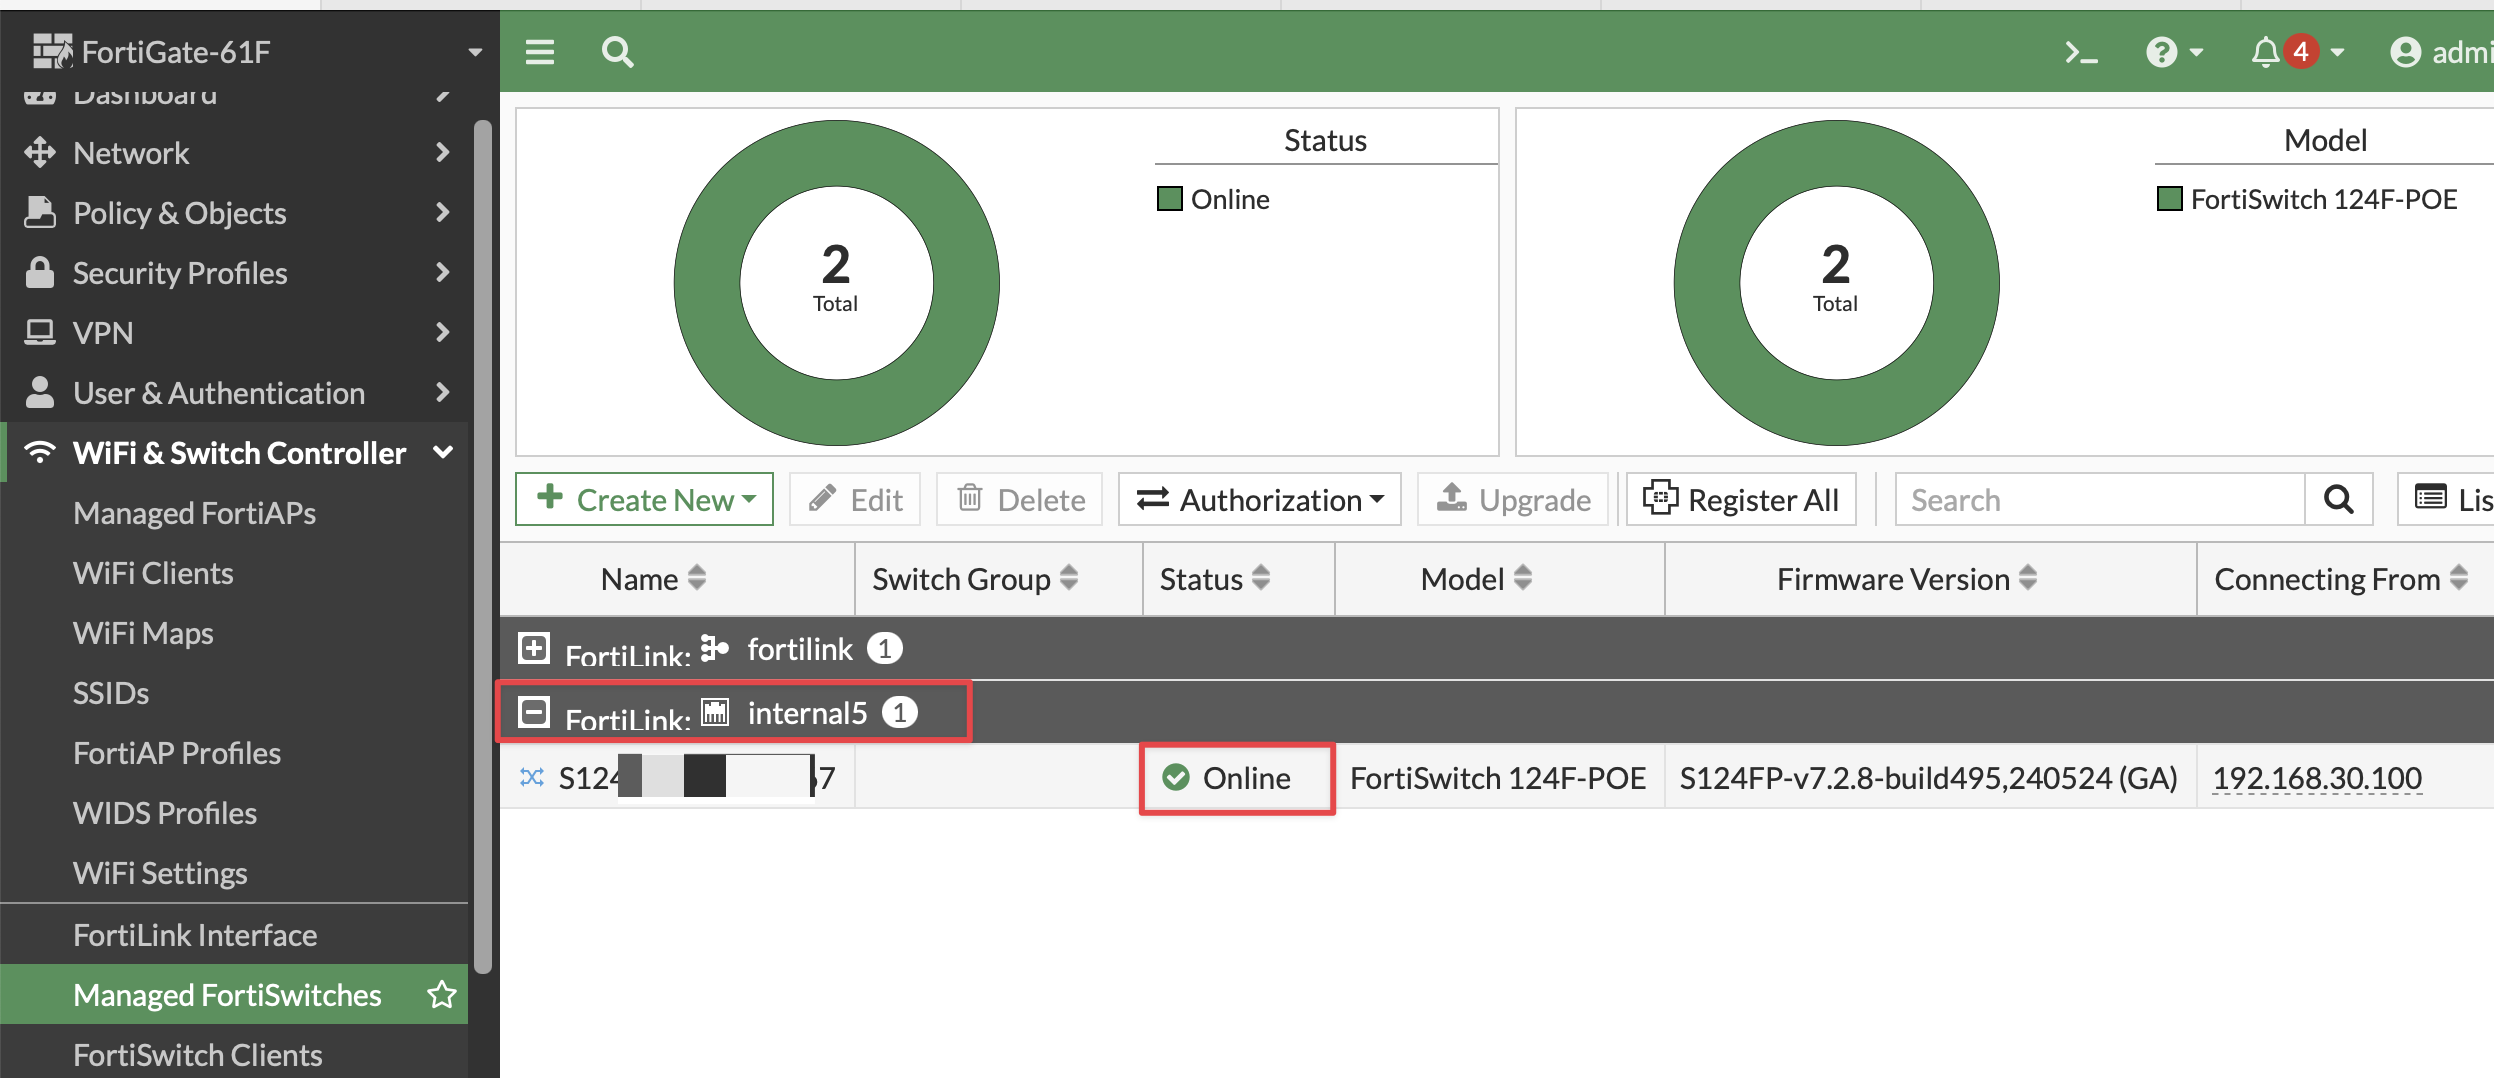 FortiGate-61F
4
admi
Dashboard
Network
Policy & Objects
Security Profiles
VPN
User & Authentication
WiFi & Switch Controller
Managed FortiAPs
WiFi Clients
WiFi Maps
SSIDs
FortiAP Profiles
WIDS Profiles
WiFi Settings
FortiLink Interface
Managed FortiSwitches
FortiSwitch Clients
2
Total
Status
Online
2
Total
Model
FortiSwitch 124F-POE
Create New
Edit
Delete
Authorization
Upgrade
Register All
Search
Lis
Name
Switch Group
Status
Model
Firmware Version
Connecting From
FortiLink: fortilink 1
FortiLink: internal5 1
S124 7 Online FortiSwitch 124F-POE S124FP-v7.2.8-build495,240524 (GA) 192.168.30.100